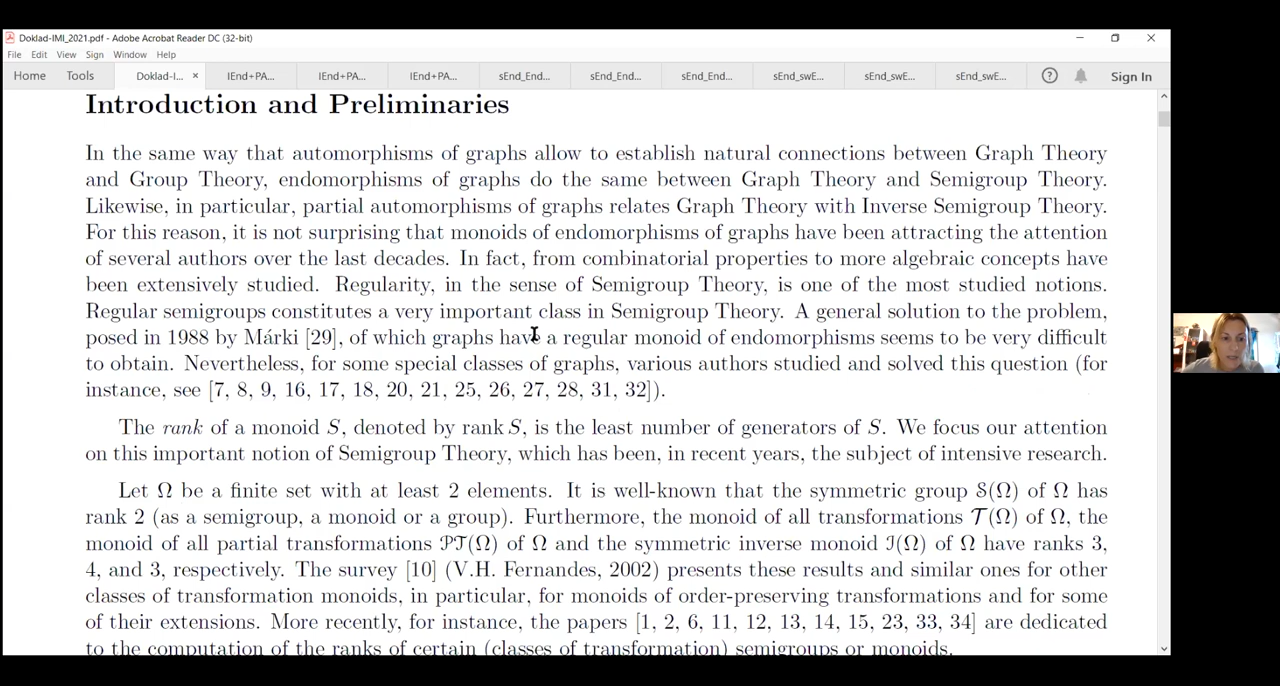 Doklad-IMI_2021.pdf - Adobe Acrobat Reader DC (32-bit)
File Edit View Sign Window Help
Home Tools Doklad-I... × IEnd+PA... IEnd+PA... IEnd+PA... sEnd_End... sEnd_End... sEnd_End... sEnd_swE... sEnd_swE... sEnd_swE... Sign In
Introduction and Preliminaries
In the same way that automorphisms of graphs allow to establish natural connections between Graph Theory
and Group Theory, endomorphisms of graphs do the same between Graph Theory and Semigroup Theory.
Likewise, in particular, partial automorphisms of graphs relates Graph Theory with Inverse Semigroup Theory.
For this reason, it is not surprising that monoids of endomorphisms of graphs have been attracting the attention
of several authors over the last decades. In fact, from combinatorial properties to more algebraic concepts have
been extensively studied. Regularity, in the sense of Semigroup Theory, is one of the most studied notions.
Regular semigroups constitutes a very important class in Semigroup Theory. A general solution to the problem,
posed in 1988 by Márki [29], of which graphs have a regular monoid of endomorphisms seems to be very difficult
to obtain. Nevertheless, for some special classes of graphs, various authors studied and solved this question (for
instance, see [7, 8, 9, 16, 17, 18, 20, 21, 25, 26, 27, 28, 31, 32]).
The rank of a monoid S, denoted by rank S, is the least number of generators of S. We focus our attention
on this important notion of Semigroup Theory, which has been, in recent years, the subject of intensive research.
Let Ω be a finite set with at least 2 elements. It is well-known that the symmetric group 𝒮(Ω) of Ω has
rank 2 (as a semigroup, a monoid or a group). Furthermore, the monoid of all transformations 𝒯(Ω) of Ω, the
monoid of all partial transformations 𝒫𝒯(Ω) of Ω and the symmetric inverse monoid ℐ(Ω) of Ω have ranks 3,
4, and 3, respectively. The survey [10] (V.H. Fernandes, 2002) presents these results and similar ones for other
classes of transformation monoids, in particular, for monoids of order-preserving transformations and for some
of their extensions. More recently, for instance, the papers [1, 2, 6, 11, 12, 13, 14, 15, 23, 33, 34] are dedicated
to the computation of the ranks of certain (classes of transformation) semigroups or monoids.